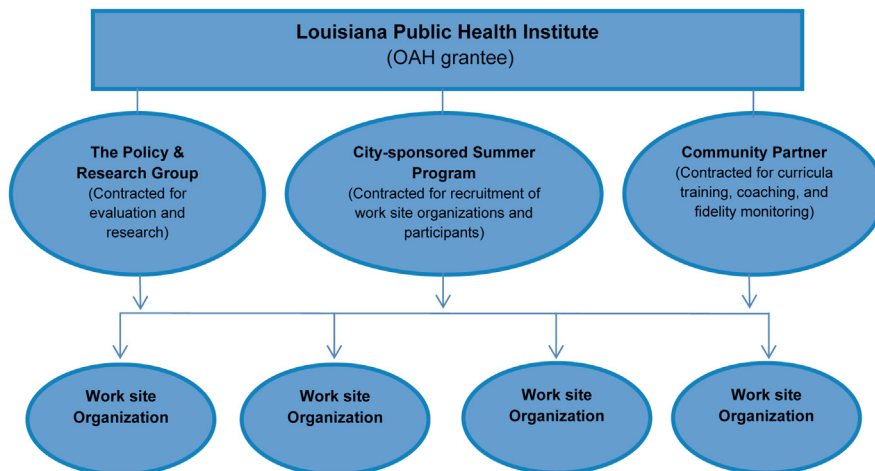 Louisiana Public Health Institute
(OAH grantee)
The Policy &
Research Group
(Contracted for
evaluation and
research)
City-sponsored Summer
Program
(Contracted for recruitment of
work site organizations and
participants)
Community Partner
(Contracted for curricula
training, coaching, and
fidelity monitoring)
Work site
Organization
Work site
Organization
Work site
Organization
Work site
Organization